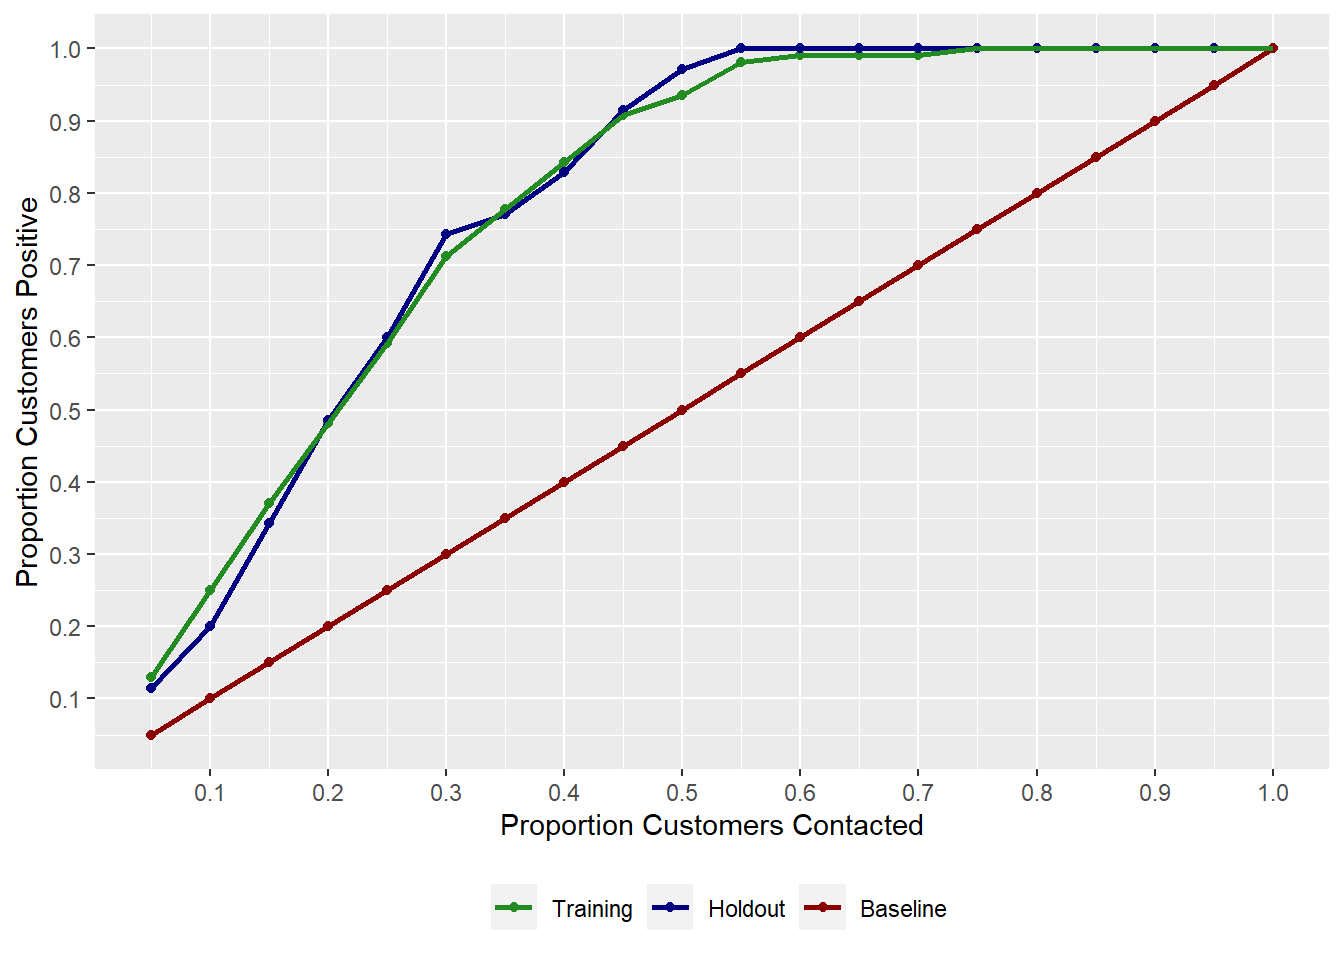 1.0
0.9
0.8
0.7
0.6
0.5
0.4
0.3
0.2
0.1
Proportion Customers Positive
0.1 0.2 0.3 0.4 0.5 0.6 0.7 0.8 0.9 1.0
Proportion Customers Contacted
Training Holdout Baseline